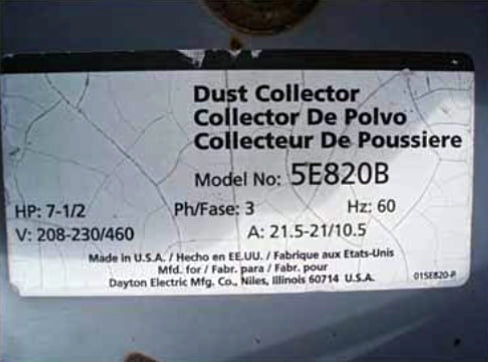 Dust Collector
Collector De Polvo
Collecteur De Poussiere
Model No: 5E820B
HP: 7-1/2 Ph/Fase: 3 Hz: 60
V: 208-230/460 A: 21.5-21/10.5
Made in U.S.A. / Hecho en EE.UU. / Fabrique aux Etats-Unis
Mfd. for / Fabr. para / Fabr. pour
Dayton Electric Mfg. Co., Niles, Illinois 60714 U.S.A.
015E820-P